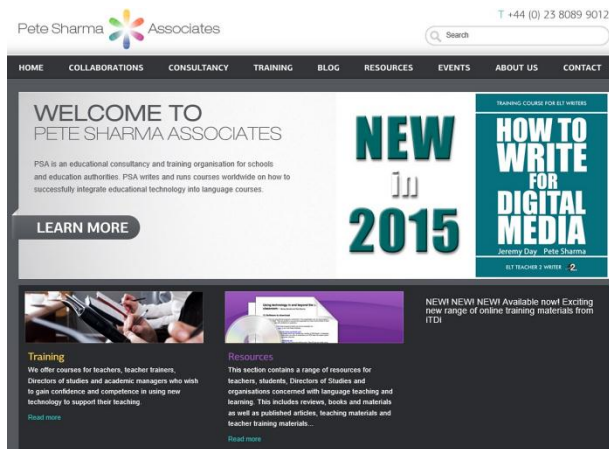 Pete Sharma Associates
T +44 (0) 23 8089 9012
Search
HOME COLLABORATIONS CONSULTANCY TRAINING BLOG RESOURCES EVENTS ABOUT US CONTACT
WELCOME TO
PETE SHARMA ASSOCIATES
PSA is an educational consultancy and training organisation for schools
and education authorities. PSA writes and runs courses worldwide on how to
successfully integrate educational technology into language courses.
LEARN MORE
NEW
in
2015
TRAINING COURSE FOR ELT WRITERS
HOW TO
WRITE
FOR
DIGITAL
MEDIA
Jeremy Day Pete Sharma
ELT TEACHER 2 WRITER
Training
We offer courses for teachers, teacher trainers,
Directors of studies and academic managers who wish
to gain confidence and competence in using new
technology to support their teaching.
Read more
Resources
This section contains a range of resources for
teachers, students, Directors of Studies and
organisations concerned with language teaching and
learning. This includes reviews, books and materials
as well as published articles, teaching materials and
teacher training materials...
Read more
NEW! NEW! NEW! Available now! Exciting
new range of online training materials from
iTDI